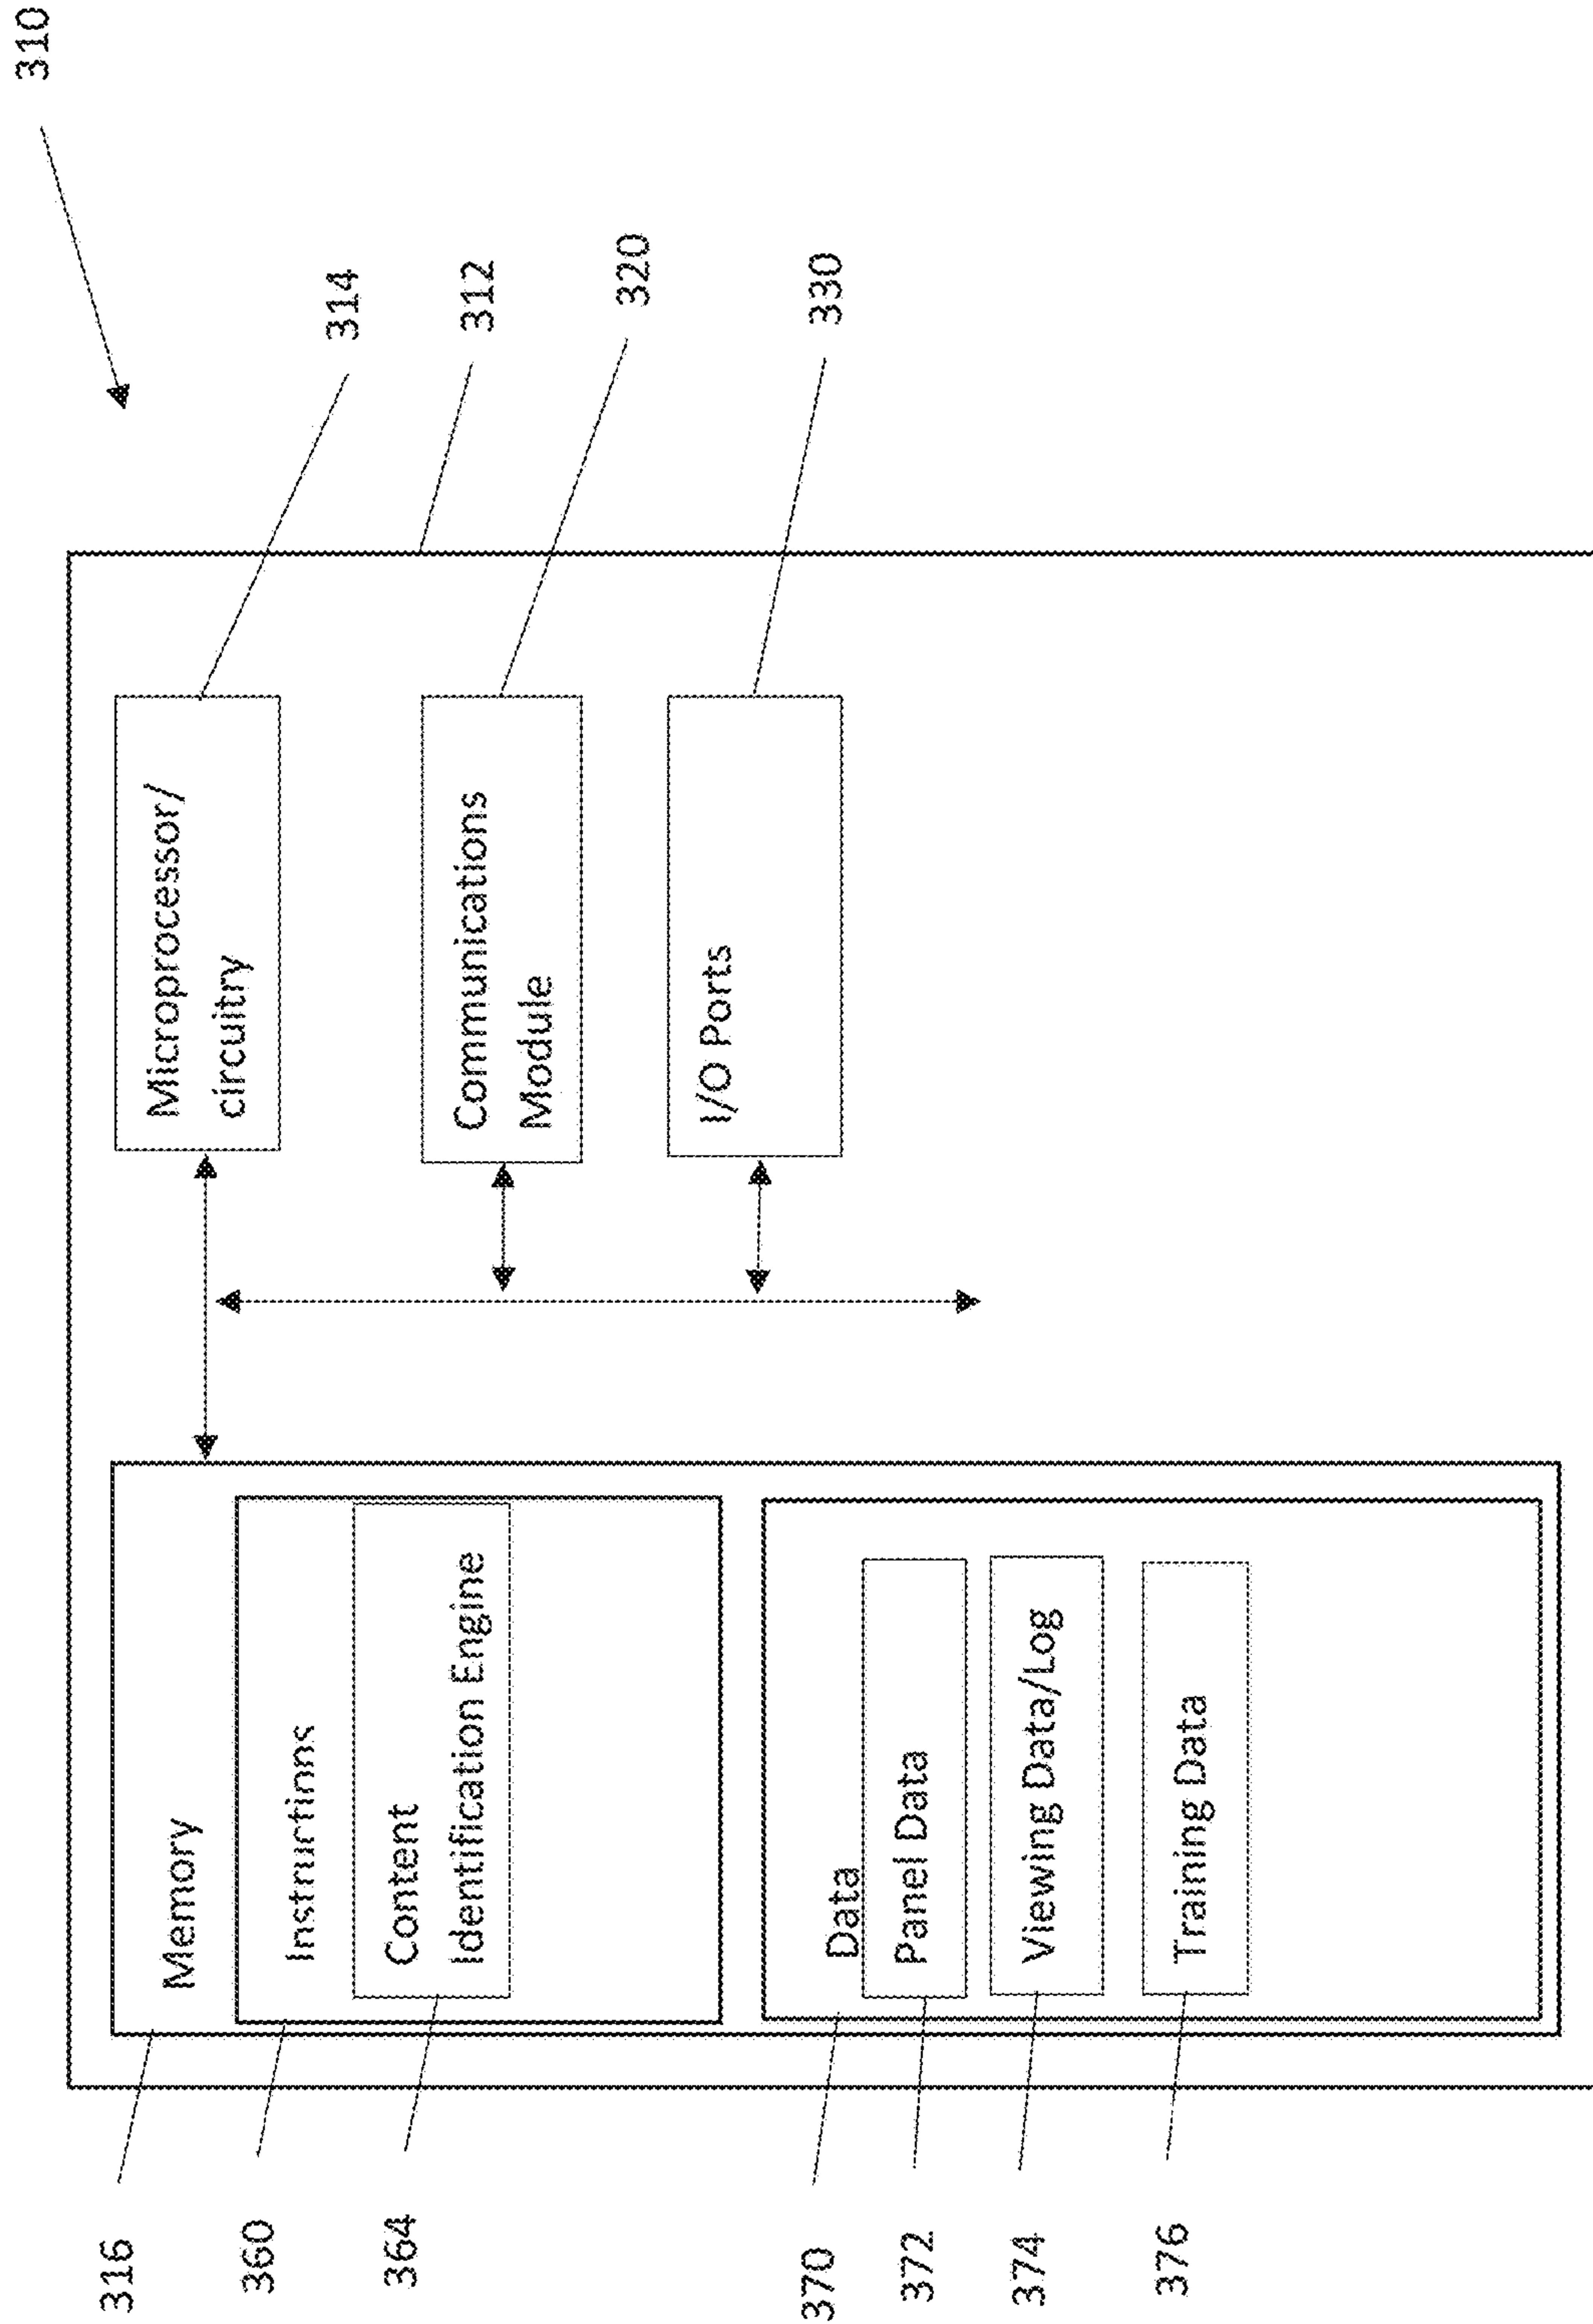 310
316
Memory
Microprocessor/
circuitry
314
360
Instructions
312
364
Content
Identification Engine
Communications
Module
320
370
Data
I/O Ports
330
372
Panel Data
374
Viewing Data/Log
376
Training Data